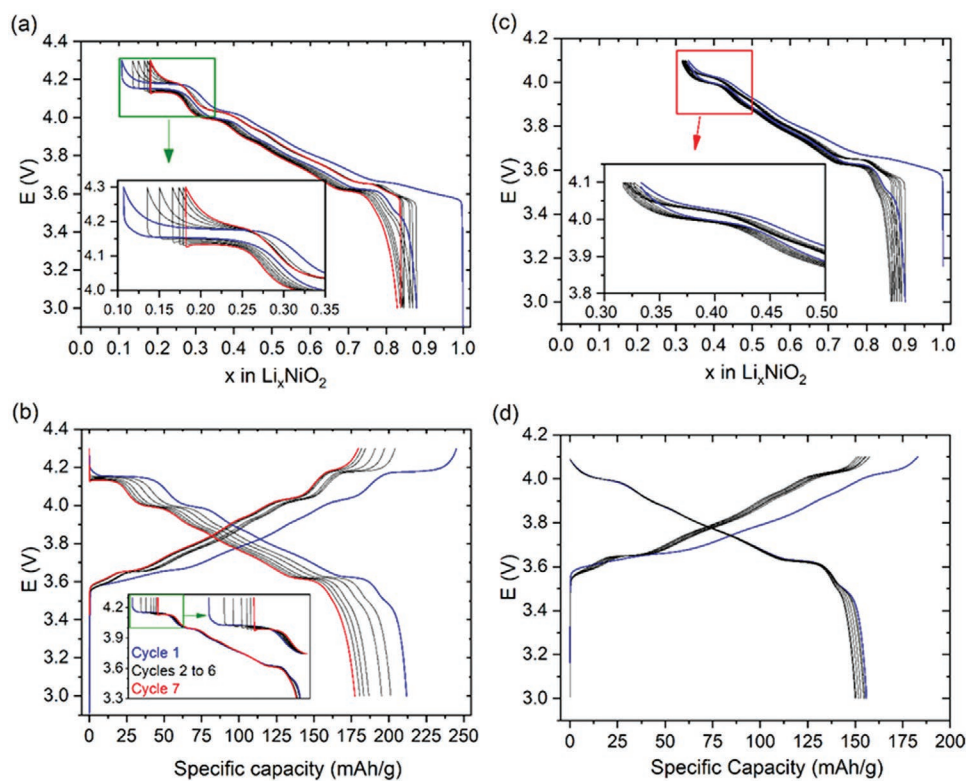 (a)
4.4
4.2
4.0
3.8
3.6
3.4
3.2
3.0
E (V)
4.3
4.2
4.1
4.0
0.10 0.15 0.20 0.25 0.30 0.35
0.0 0.1 0.2 0.3 0.4 0.5 0.6 0.7 0.8 0.9 1.0
x in LixNiO2
(c)
4.2
4.0
3.8
3.6
3.4
3.2
3.0
E (V)
4.1
4.0
3.9
3.8
0.30 0.35 0.40 0.45 0.50
0.0 0.1 0.2 0.3 0.4 0.5 0.6 0.7 0.8 0.9 1.0
x in LixNiO2
(b)
4.4
4.2
4.0
3.8
3.6
3.4
3.2
3.0
E (V)
4.2
3.9
3.6
3.3
Cycle 1
Cycles 2 to 6
Cycle 7
0 25 50 75 100 125 150 175 200 225 250
Specific capacity (mAh/g)
(d)
4.2
4.0
3.8
3.6
3.4
3.2
3.0
E (V)
0 25 50 75 100 125 150 175 200
Specific Capacity (mAh/g)